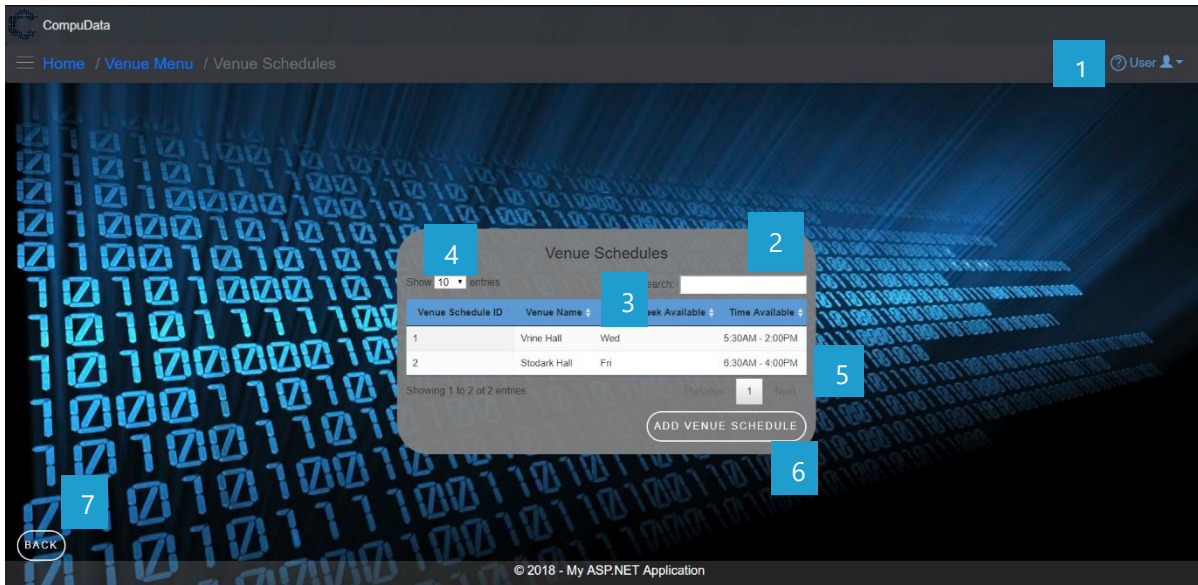 CompuData
Home / Venue Menu / Venue Schedules
1
User
4
Venue Schedules
2
Show 10 entries
3
earch:
Venue Schedule ID Venue Name eek Available Time Available
1 Vrine Hall Wed 5:30AM - 2:00PM
2 Stodark Hall Fri 6:30AM - 4:00PM
5
Showing 1 to 2 of 2 entries
Previous 1 Next
ADD VENUE SCHEDULE
6
7
BACK
© 2018 - My ASP.NET Application